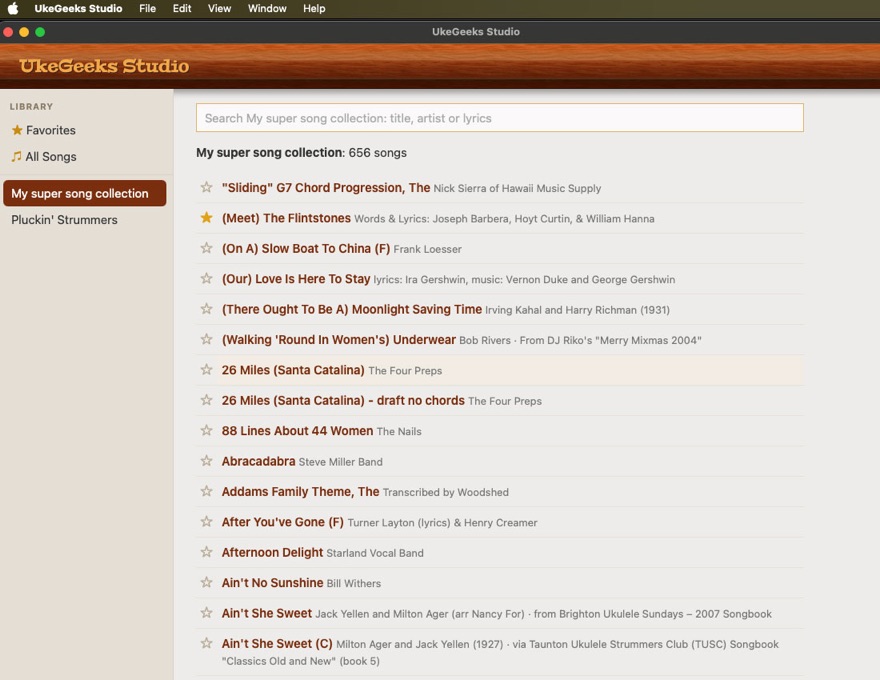 UkeGeeks Studio File Edit View Window Help
UkeGeeks Studio
UkeGeeks Studio
LIBRARY
Favorites
All Songs
My super song collection
Pluckin' Strummers
Search My super song collection: title, artist or lyrics
My super song collection: 656 songs
"Sliding" G7 Chord Progression, The Nick Sierra of Hawaii Music Supply
(Meet) The Flintstones Words & Lyrics: Joseph Barbera, Hoyt Curtin, & William Hanna
(On A) Slow Boat To China (F) Frank Loesser
(Our) Love Is Here To Stay lyrics: Ira Gershwin, music: Vernon Duke and George Gershwin
(There Ought To Be A) Moonlight Saving Time Irving Kahal and Harry Richman (1931)
(Walking 'Round In Women's) Underwear Bob Rivers · From DJ Riko's "Merry Mixmas 2004"
26 Miles (Santa Catalina) The Four Preps
26 Miles (Santa Catalina) - draft no chords The Four Preps
88 Lines About 44 Women The Nails
Abracadabra Steve Miller Band
Addams Family Theme, The Transcribed by Woodshed
After You've Gone (F) Turner Layton (lyrics) & Henry Creamer
Afternoon Delight Starland Vocal Band
Ain't No Sunshine Bill Withers
Ain't She Sweet Jack Yellen and Milton Ager (arr Nancy For) · from Brighton Ukulele Sundays – 2007 Songbook
Ain't She Sweet (C) Milton Ager and Jack Yellen (1927) · via Taunton Ukulele Strummers Club (TUSC) Songbook
"Classics Old and New" (book 5)